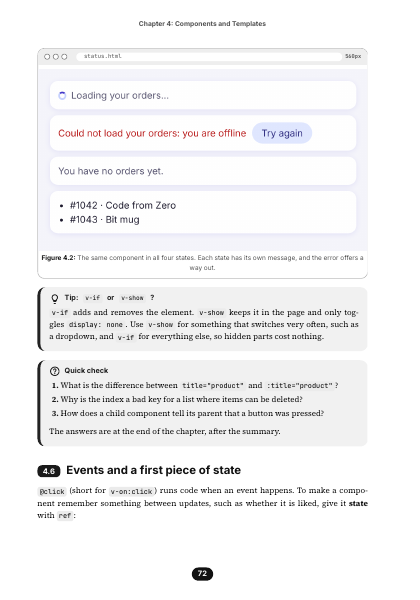 Chapter 4: Components and Templates
status.html
560px
Loading your orders...
Could not load your orders: you are offline
Try again
You have no orders yet.
• #1042 · Code from Zero
• #1043 · Bit mug
Figure 4.2: The same component in all four states. Each state has its own message, and the error offers a
way out.
Tip: v-if or v-show ?
v-if adds and removes the element. v-show keeps it in the page and only tog-
gles display: none . Use v-show for something that switches very often, such as
a dropdown, and v-if for everything else, so hidden parts cost nothing.
Quick check
1. What is the difference between title="product" and :title="product" ?
2. Why is the index a bad key for a list where items can be deleted?
3. How does a child component tell its parent that a button was pressed?
The answers are at the end of the chapter, after the summary.
4.6 Events and a first piece of state
@click (short for v-on:click ) runs code when an event happens. To make a compo-
nent remember something between updates, such as whether it is liked, give it state
with ref :
72